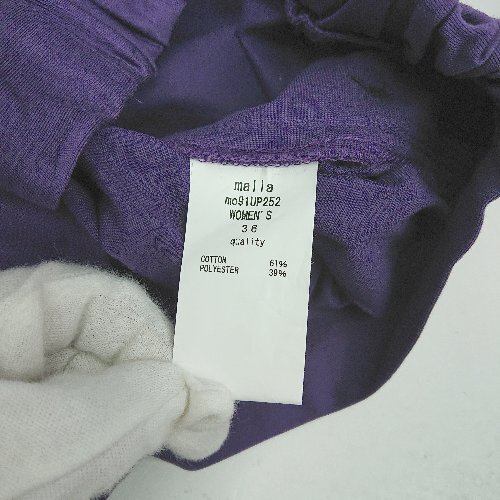 malla
mo91UP252
WOMEN'S
36
quality
COTTON 61%
POLYESTER 39%